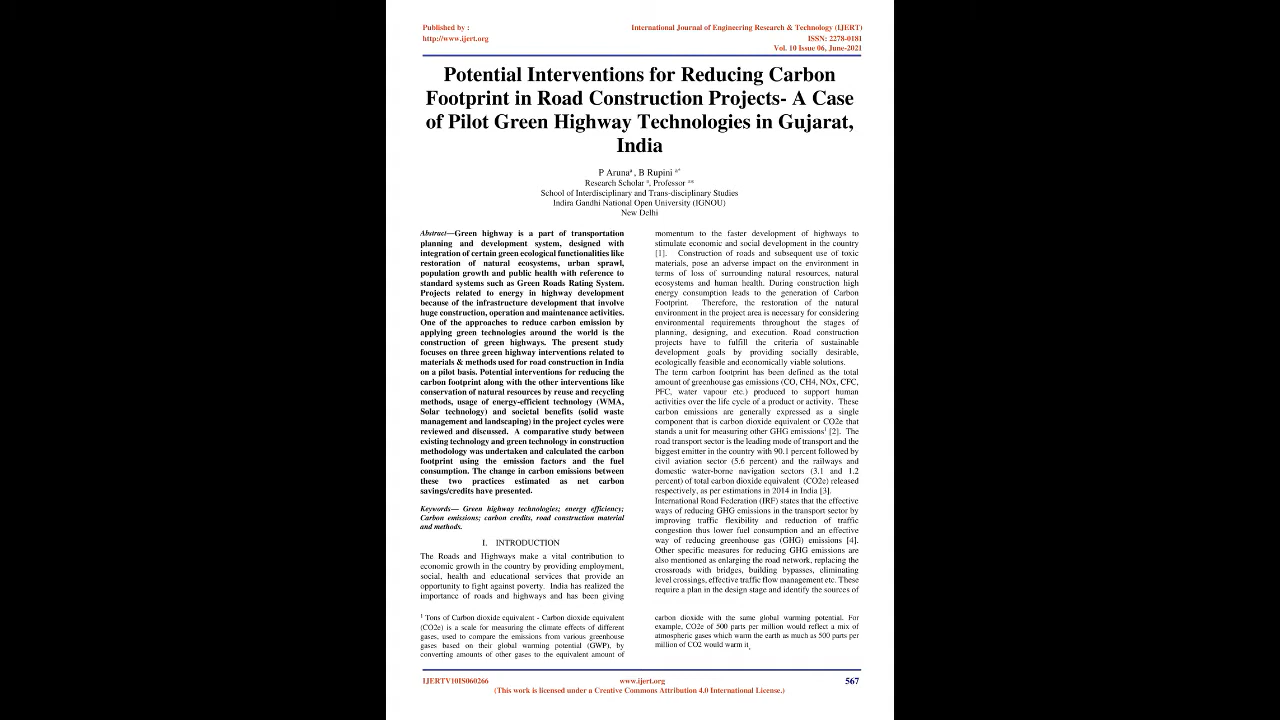 Published by :
http://www.ijert.org
International Journal of Engineering Research & Technology (IJERT)
ISSN: 2278-0181
Vol. 10 Issue 06, June-2021
Potential Interventions for Reducing Carbon
Footprint in Road Construction Projects- A Case
of Pilot Green Highway Technologies in Gujarat,
India
P Arunaª , B Rupini ª*
Research Scholar ª, Professor ª*
School of Interdisciplinary and Trans-disciplinary Studies
Indira Gandhi National Open University (IGNOU)
New Delhi
Abstract—Green highway is a part of transportation
planning and development system, designed with
integration of certain green ecological functionalities like
restoration of natural ecosystems, urban sprawl,
population growth and public health with reference to
standard systems such as Green Roads Rating System.
Projects related to energy in highway development
because of the infrastructure development that involve
huge construction, operation and maintenance activities.
One of the approaches to reduce carbon emission by
applying green technologies around the world is the
construction of green highways. The present study
focuses on three green highway interventions related to
materials & methods used for road construction in India
on a pilot basis. Potential interventions for reducing the
carbon footprint along with the other interventions like
conservation of natural resources by reuse and recycling
methods, usage of energy-efficient technology (WMA,
Solar technology) and societal benefits (solid waste
management and landscaping) in the project cycles were
reviewed and discussed. A comparative study between
existing technology and green technology in construction
methodology was undertaken and calculated the carbon
footprint using the emission factors and the fuel
consumption. The change in carbon emissions between
these two practices estimated as net carbon
savings/credits have presented.
Keywords— Green highway technologies; energy efficiency;
Carbon emissions; carbon credits, road construction material
and methods.
I. INTRODUCTION
The Roads and Highways make a vital contribution to
economic growth in the country by providing employment,
social, health and educational services that provide an
opportunity to fight against poverty. India has realized the
importance of roads and highways and has been giving
momentum to the faster development of highways to
stimulate economic and social development in the country
[1]. Construction of roads and subsequent use of toxic
materials, pose an adverse impact on the environment in
terms of loss of surrounding natural resources, natural
ecosystems and human health. During construction high
energy consumption leads to the generation of Carbon
Footprint. Therefore, the restoration of the natural
environment in the project area is necessary for considering
environmental requirements throughout the stages of
planning, designing, and execution. Road construction
projects have to fulfill the criteria of sustainable
development goals by providing socially desirable,
ecologically feasible and economically viable solutions.
The term carbon footprint has been defined as the total
amount of greenhouse gas emissions (CO, CH4, NOx, CFC,
PFC, water vapour etc.) produced to support human
activities over the life cycle of a product or activity. These
carbon emissions are generally expressed as a single
component that is carbon dioxide equivalent or CO2e that
stands a unit for measuring other GHG emissions¹ [2]. The
road transport sector is the leading mode of transport and the
biggest emitter in the country with 90.1 percent followed by
civil aviation sector (5.6 percent) and the railways and
domestic water-borne navigation sectors (3.1 and 1.2
percent) of total carbon dioxide equivalent (CO2e) released
respectively, as per estimations in 2014 in India [3].
International Road Federation (IRF) states that the effective
ways of reducing GHG emissions in the transport sector by
improving traffic flexibility and reduction of traffic
congestion thus lower fuel consumption and an effective
way of reducing greenhouse gas (GHG) emissions [4].
Other specific measures for reducing GHG emissions are
also mentioned as enlarging the road network, replacing the
crossroads with bridges, building bypasses, eliminating
level crossings, effective traffic flow management etc. These
require a plan in the design stage and identify the sources of
¹ Tons of Carbon dioxide equivalent - Carbon dioxide equivalent
(CO2e) is a scale for measuring the climate effects of different
gases, used to compare the emissions from various greenhouse
gases based on their global warming potential (GWP), by
converting amounts of other gases to the equivalent amount of
carbon dioxide with the same global warming potential. For
example, CO2e of 500 parts per million would reflect a mix of
atmospheric gases which warm the earth as much as 500 parts per
million of CO2 would warm it.
IJERTV10IS060266
www.ijert.org
567
(This work is licensed under a Creative Commons Attribution 4.0 International License.)